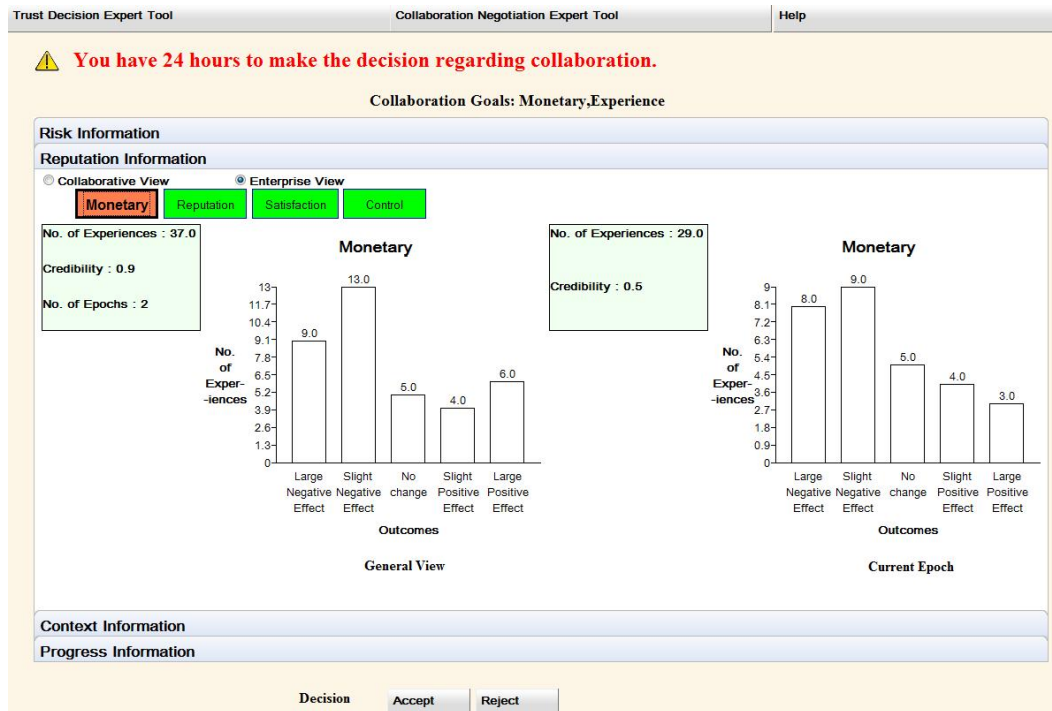 Trust Decision Expert Tool
Collaboration Negotiation Expert Tool
Help
You have 24 hours to make the decision regarding collaboration.
Collaboration Goals: Monetary,Experience
Risk Information
Reputation Information
Collaborative View
Enterprise View
Monetary
Reputation
Satisfaction
Control
No. of Experiences : 37.0
Credibility : 0.9
No. of Epochs : 2
Monetary
13
11.7
10.4
9.1
7.8
6.5
5.2
3.9
2.6
1.3
0
No.
of
Exper-
-iences
9.0
13.0
5.0
4.0
6.0
Large
Negative
Effect
Slight
Negative
Effect
No
change
Slight
Positive
Effect
Large
Positive
Effect
Outcomes
General View
No. of Experiences : 29.0
Credibility : 0.5
Monetary
9
8.1
7.2
6.3
5.4
4.5
3.6
2.7
1.8
0.9
0
No.
of
Exper-
-iences
8.0
9.0
5.0
4.0
3.0
Large
Negative
Effect
Slight
Negative
Effect
No
change
Slight
Positive
Effect
Large
Positive
Effect
Outcomes
Current Epoch
Context Information
Progress Information
Decision
Accept
Reject